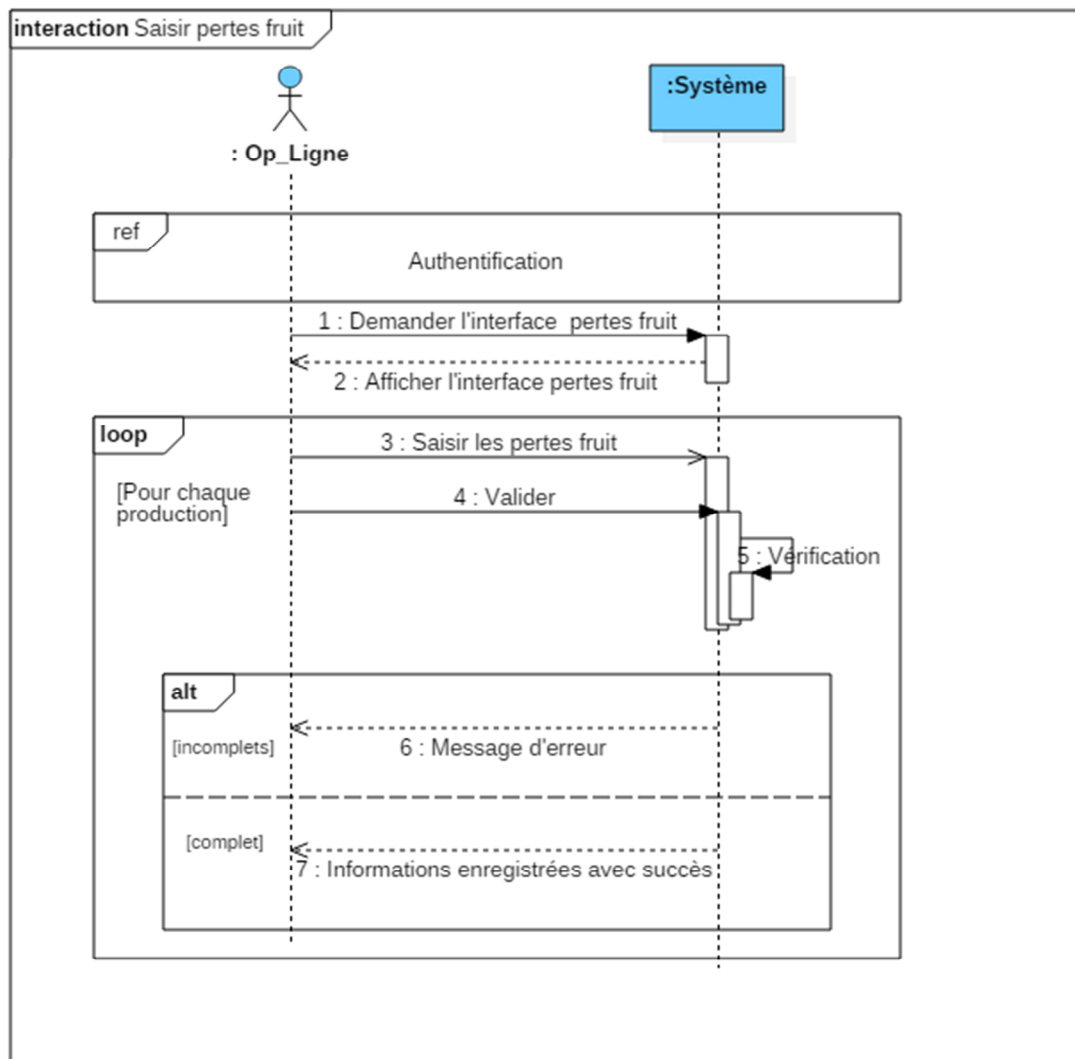 interaction Saisir pertes fruit
: Op_Ligne
:Système
ref
Authentification
1 : Demander l'interface  pertes fruit
2 : Afficher l'interface pertes fruit
loop
3 : Saisir les pertes fruit
[Pour chaque
production]
4 : Valider
5 : Vérification
alt
[incomplets]
6 : Message d'erreur
[complet]
7 : Informations enregistrées avec succès